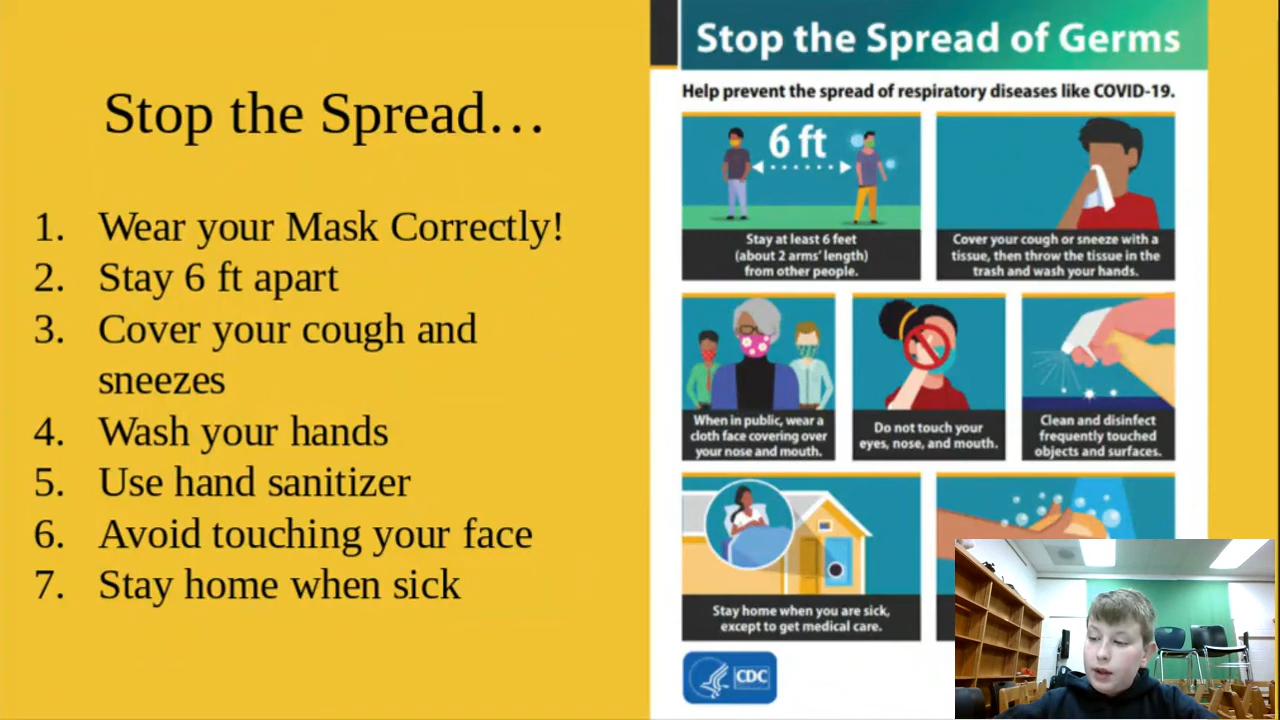 Stop the Spread…
1. Wear your Mask Correctly!
2. Stay 6 ft apart
3. Cover your cough and
sneezes
4. Wash your hands
5. Use hand sanitizer
6. Avoid touching your face
7. Stay home when sick
Stop the Spread of Germs
Help prevent the spread of respiratory diseases like COVID-19.
6 ft
Stay at least 6 feet
(about 2 arms’ length)
from other people.
Cover your cough or sneeze with a
tissue, then throw the tissue in the
trash and wash your hands.
When in public, wear a
cloth face covering over
your nose and mouth.
Do not touch your
eyes, nose, and mouth.
Clean and disinfect
frequently touched
objects and surfaces.
Stay home when you are sick,
except to get medical care.
CDC